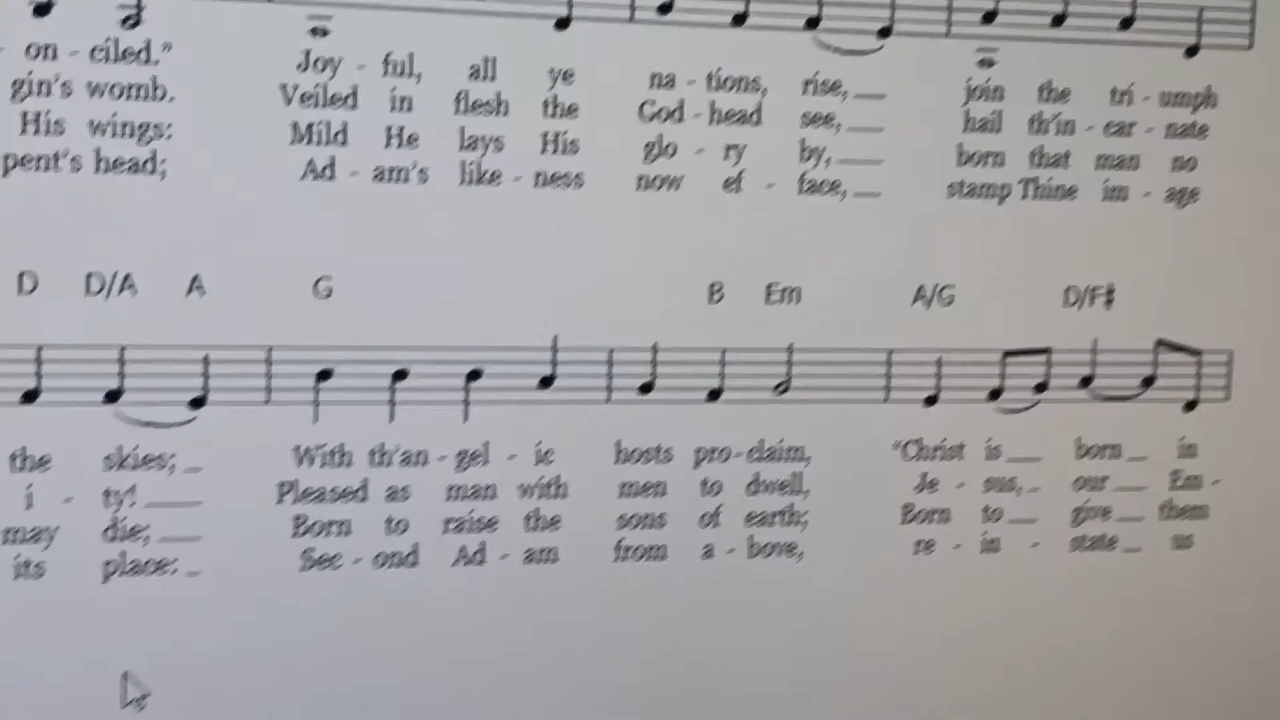 - on - ciled." Joy - ful, all ye na - tions, rise, join the tri - umph
gin's womb. Veiled in flesh the God - head see, hail th'in - car - nate
His wings: Mild He lays His glo - ry by, born that man no
pent's head; Ad - am's like - ness now ef - face, stamp Thine im - age
D D/A A G B Em A/G D/F#
the skies; With th'an - gel - ic hosts pro - claim, "Christ is born in
i - ty! Pleased as man with men to dwell, Je - sus, our Em -
may die; Born to raise the sons of earth; Born to give them
its place: Sec - ond Ad - am from a - bove, re - in - state us